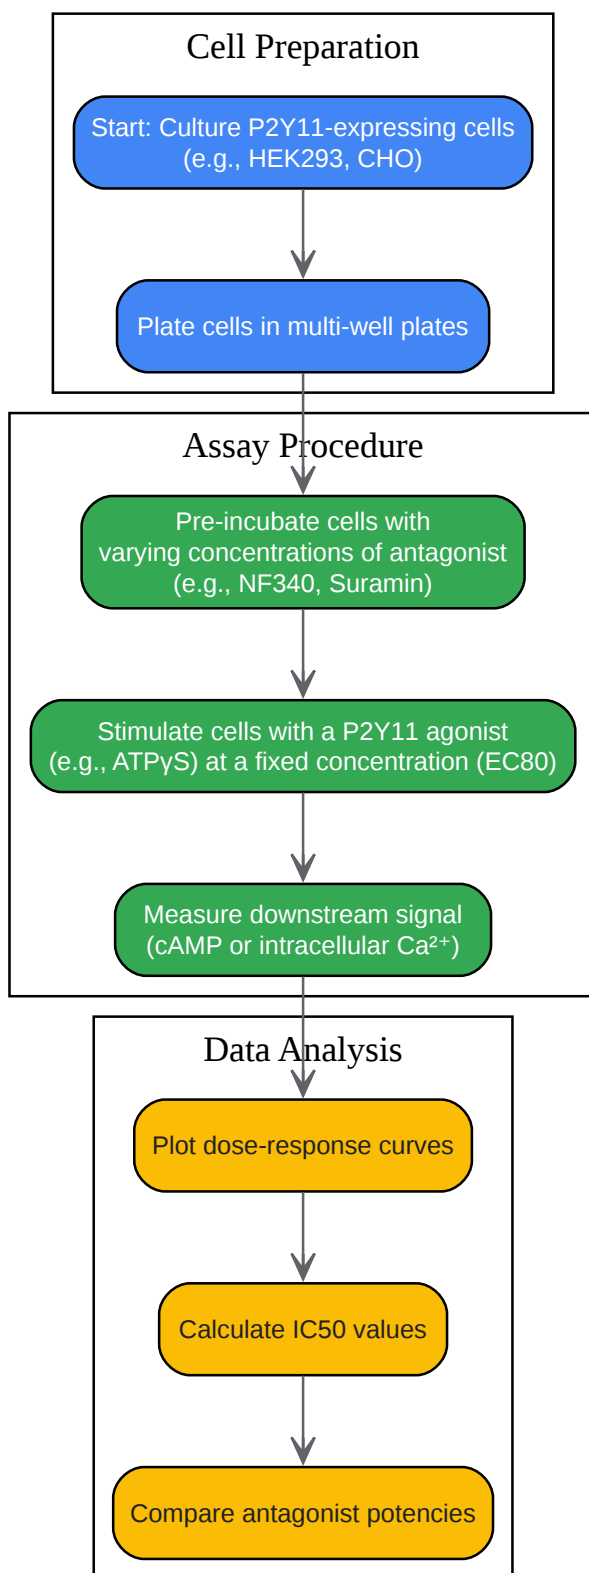 Cell Preparation
Start: Culture P2Y11-expressing cells
(e.g., HEK293, CHO)
Plate cells in multi-well plates
Assay Procedure
Pre-incubate cells with
varying concentrations of antagonist
(e.g., NF340, Suramin)
Stimulate cells with a P2Y11 agonist
(e.g., ATPγS) at a fixed concentration (EC80)
Measure downstream signal
(cAMP or intracellular Ca²⁺)
Data Analysis
Plot dose-response curves
Calculate IC50 values
Compare antagonist potencies